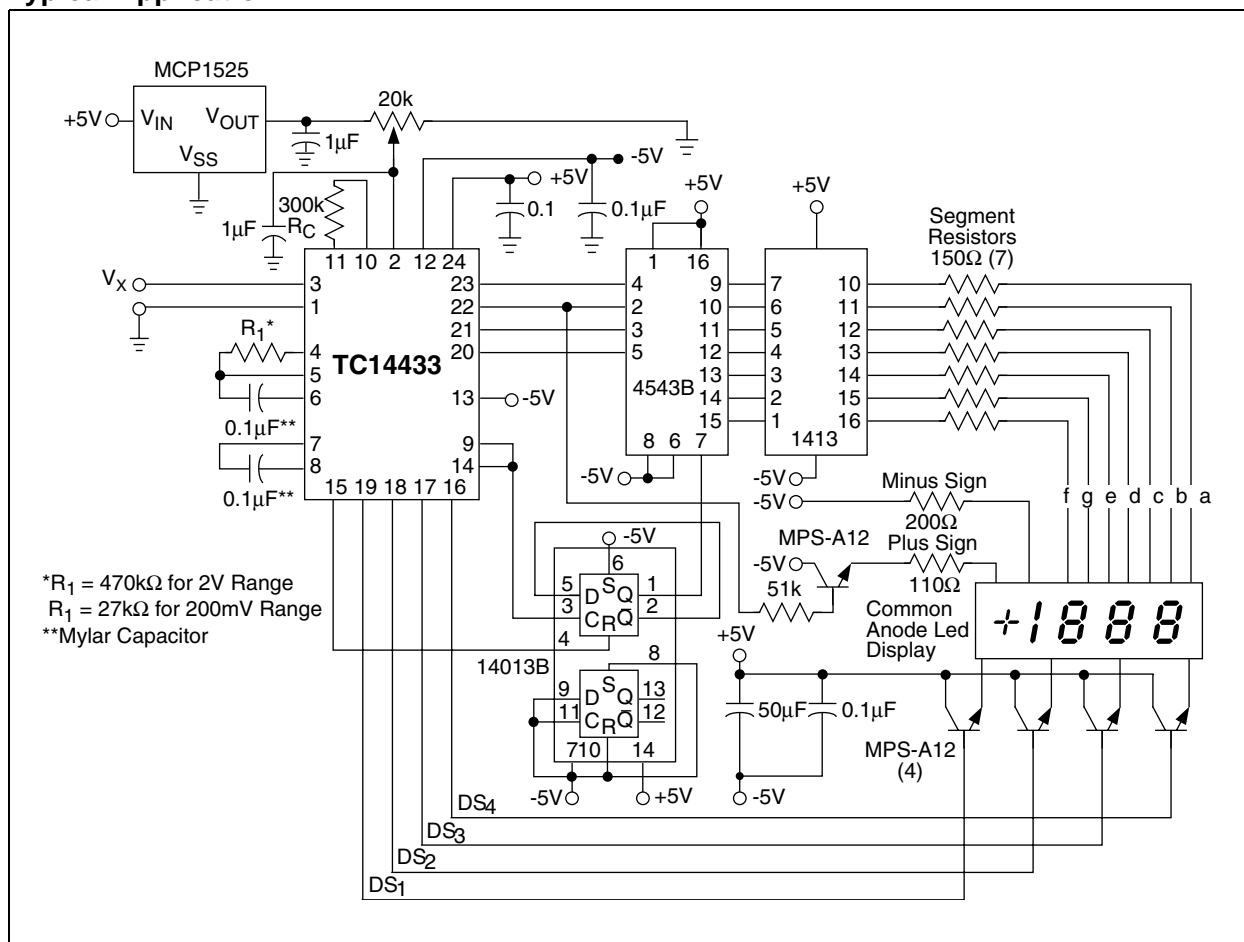 MCP1525
+5V
VIN
VOUT
VSS
1μF
20k
-5V
+5V
0.1
0.1μF
300k
RC
1μF
+5V
+5V
Segment
Resistors
150Ω (7)
VX
11 10 2 12 24
3
1
4
5
6
7
8
R1*
0.1μF**
0.1μF**
TC14433
23
22
21
20
13
-5V
9
14
15 19 18 17 16
1 16
4
2
3
5
4543B
9
10
11
12
13
14
15
8 6 7
-5V
7
6
5
4
3
2
1
1413
10
11
12
13
14
15
16
-5V
-5V
Minus Sign
200Ω
f g e d c b a
MPS-A12
-5V
Plus Sign
110Ω
51k
-5V
6
5 D S Q 1
3 C R Q̅ 2
4
14013B
8
9 D S Q 13
11 C R Q̅ 12
7 10 14
-5V
+5V
*R1 = 470kΩ for 2V Range
R1 = 27kΩ for 200mV Range
**Mylar Capacitor
Common
Anode Led
Display
+1888
+5V
50μF
0.1μF
-5V
MPS-A12
(4)
DS4
DS3
DS2
DS1